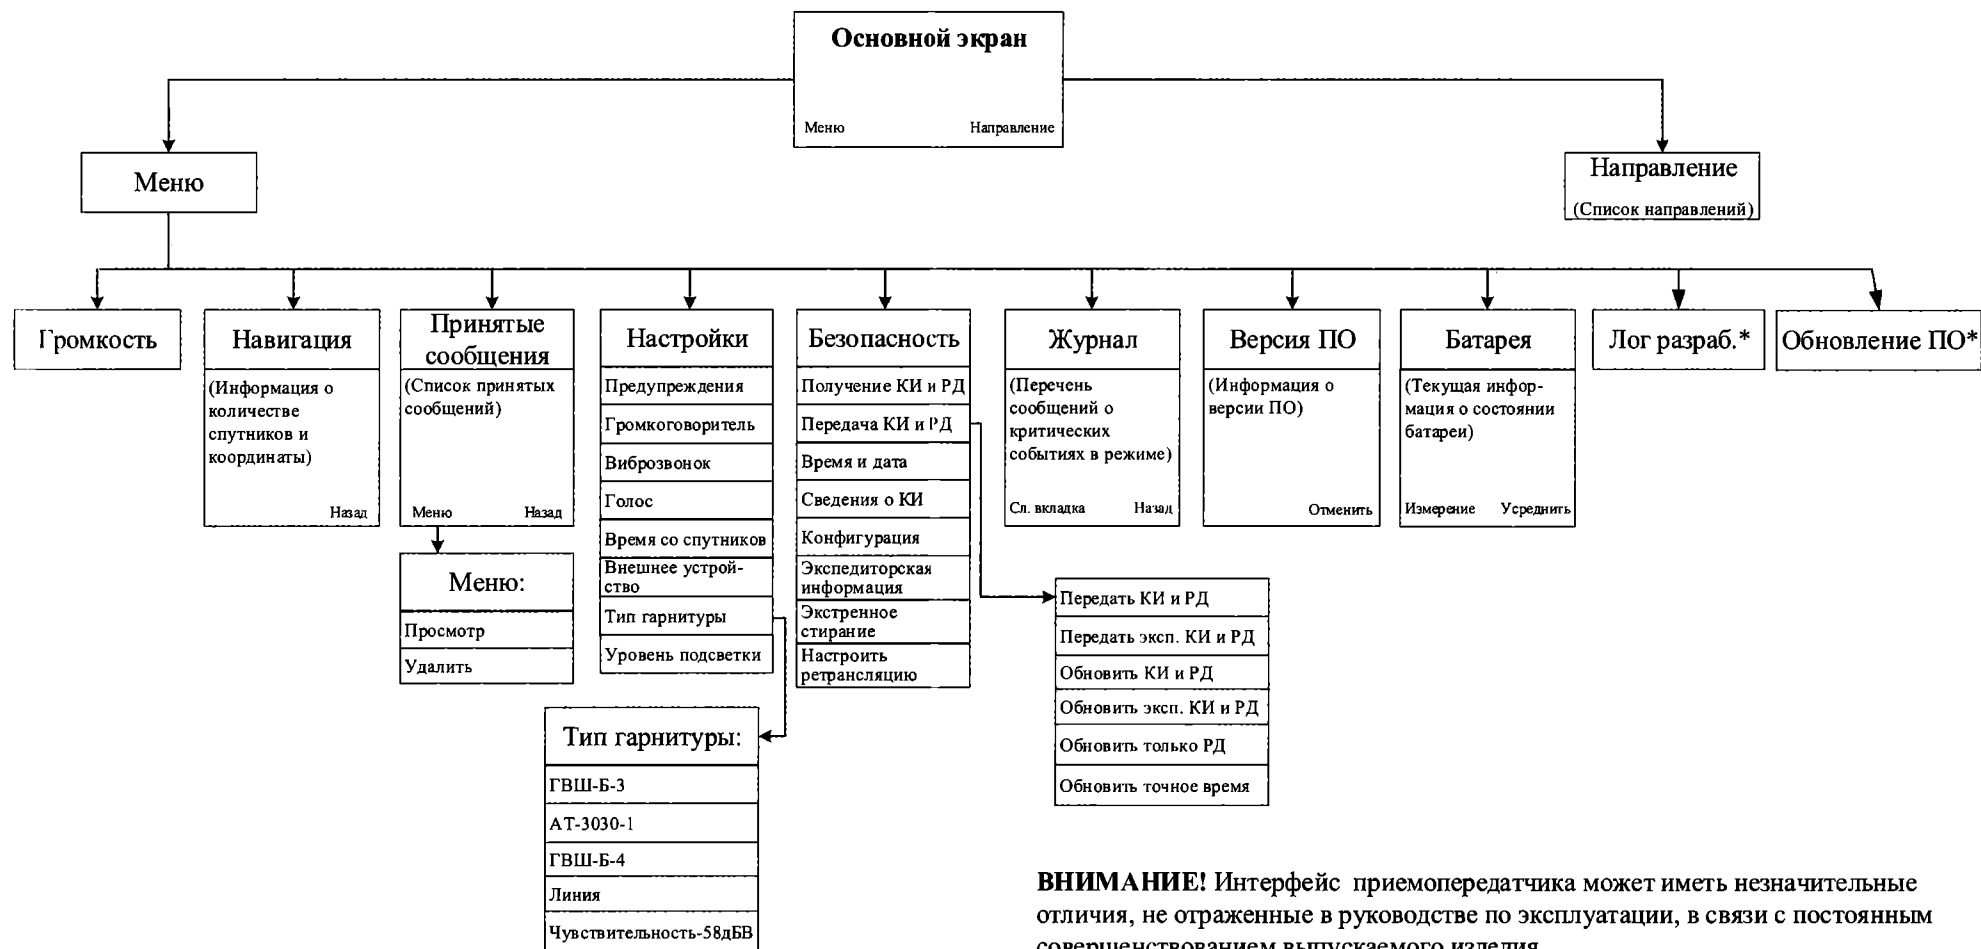 Основной экран
Меню Направление
Меню
Направление
(Список направлений)
Громкость
Навигация
(Информация о
количестве
спутников и
координаты)
Назад
Принятые
сообщения
(Список принятых
сообщений)
Меню Назад
Меню:
Просмотр
Удалить
Настройки
Предупреждения
Громкоговоритель
Виброзвонок
Голос
Время со спутников
Внешнее устрой-
ство
Тип гарнитуры
Уровень подсветки
Тип гарнитуры:
ГВШ-Б-3
АТ-3030-1
ГВШ-Б-4
Линия
Чувствительность-58дБВ
Безопасность
Получение КИ и РД
Передача КИ и РД
Время и дата
Сведения о КИ
Конфигурация
Экспедиторская
информация
Экстренное
стирание
Настроить
ретрансляцию
Передать КИ и РД
Передать эксп. КИ и РД
Обновить КИ и РД
Обновить эксп. КИ и РД
Обновить только РД
Обновить точное время
Журнал
(Перечень
сообщений о
критических
событиях в режиме)
Сл. вкладка Назад
Версия ПО
(Информация о
версии ПО)
Отменить
Батарея
(Текущая инфор-
мация о состоянии
батареи)
Измерение Усреднить
Лог разраб.*
Обновление ПО*
ВНИМАНИЕ! Интерфейс приемопередатчика может иметь незначительные
отличия, не отраженные в руководстве по эксплуатации, в связи с постоянным
совершенствованием выпускаемого изделия